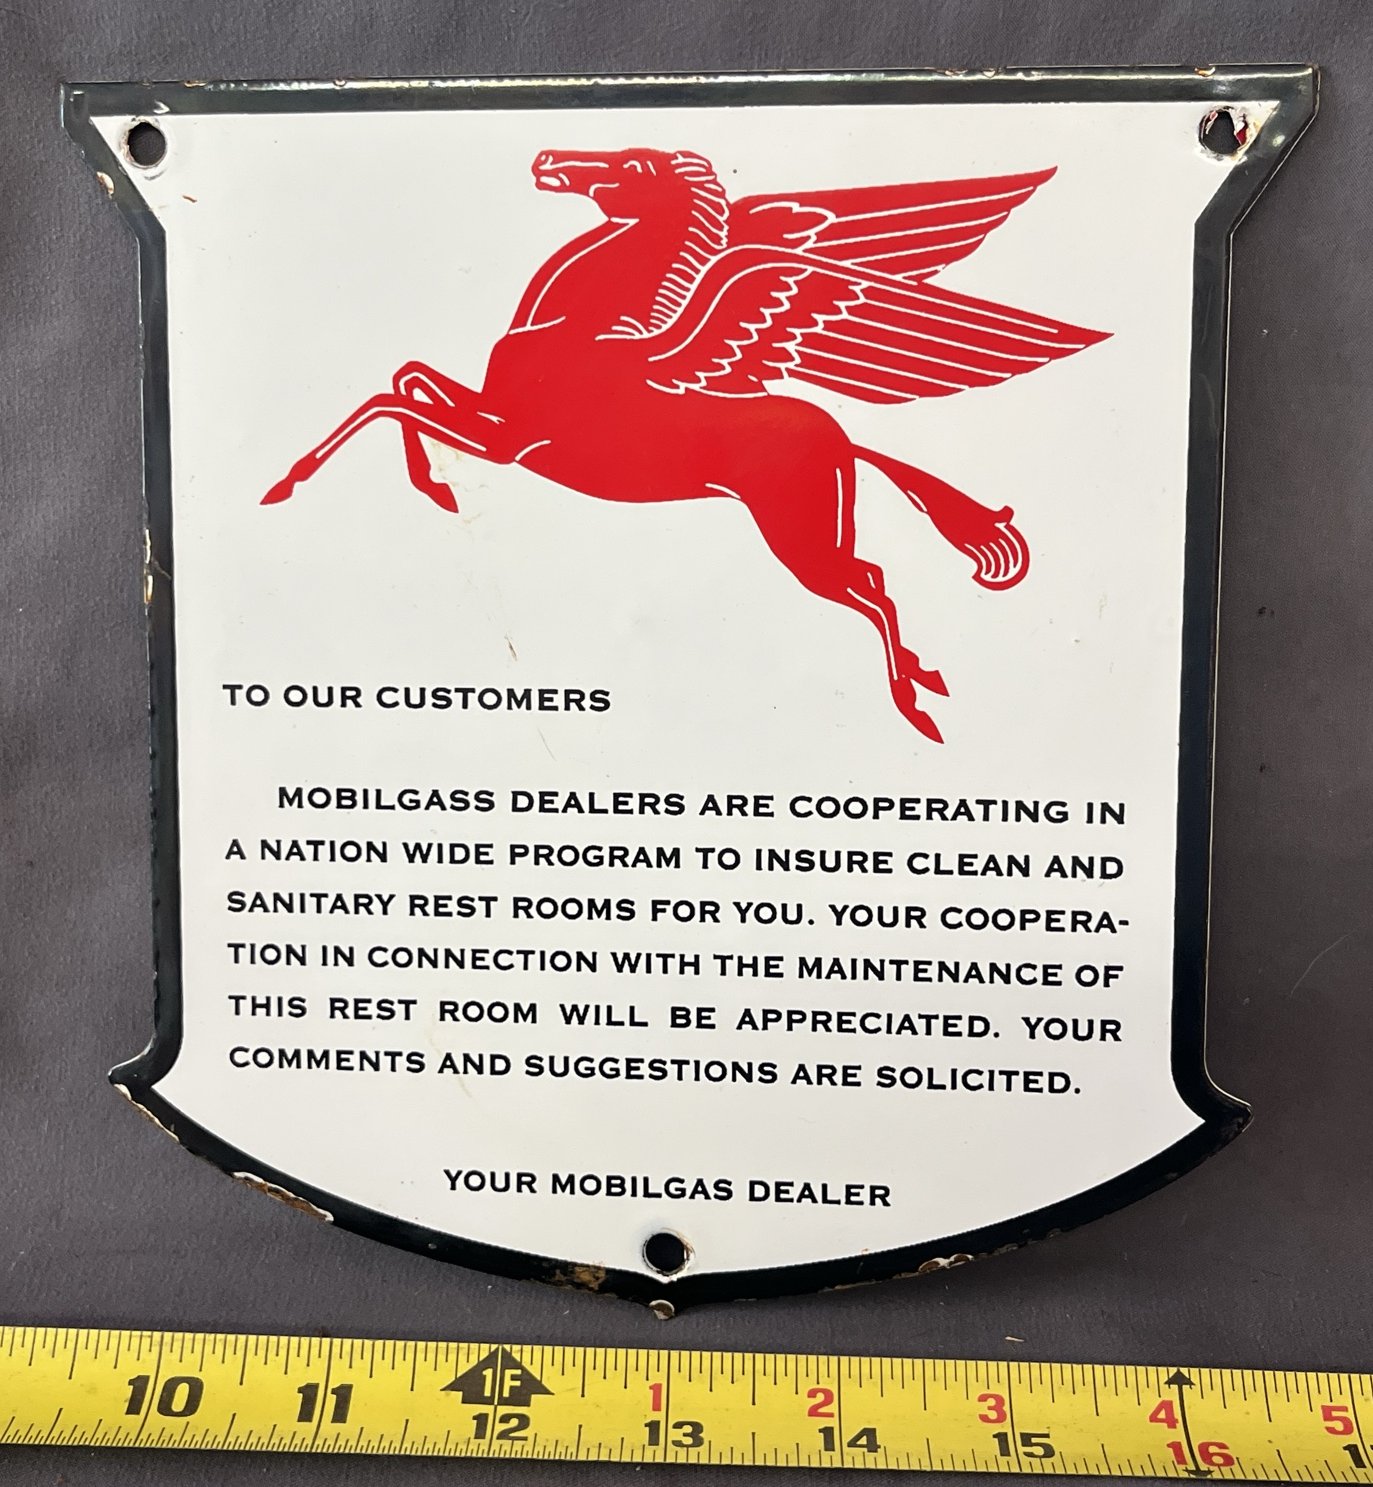 TO OUR CUSTOMERS
MOBILGASS DEALERS ARE COOPERATING IN
A NATION WIDE PROGRAM TO INSURE CLEAN AND
SANITARY REST ROOMS FOR YOU. YOUR COOPERA-
TION IN CONNECTION WITH THE MAINTENANCE OF
THIS REST ROOM WILL BE APPRECIATED. YOUR
COMMENTS AND SUGGESTIONS ARE SOLICITED.
YOUR MOBILGAS DEALER
1F 1 2 3 4 5
10 11 12 13 14 15 16